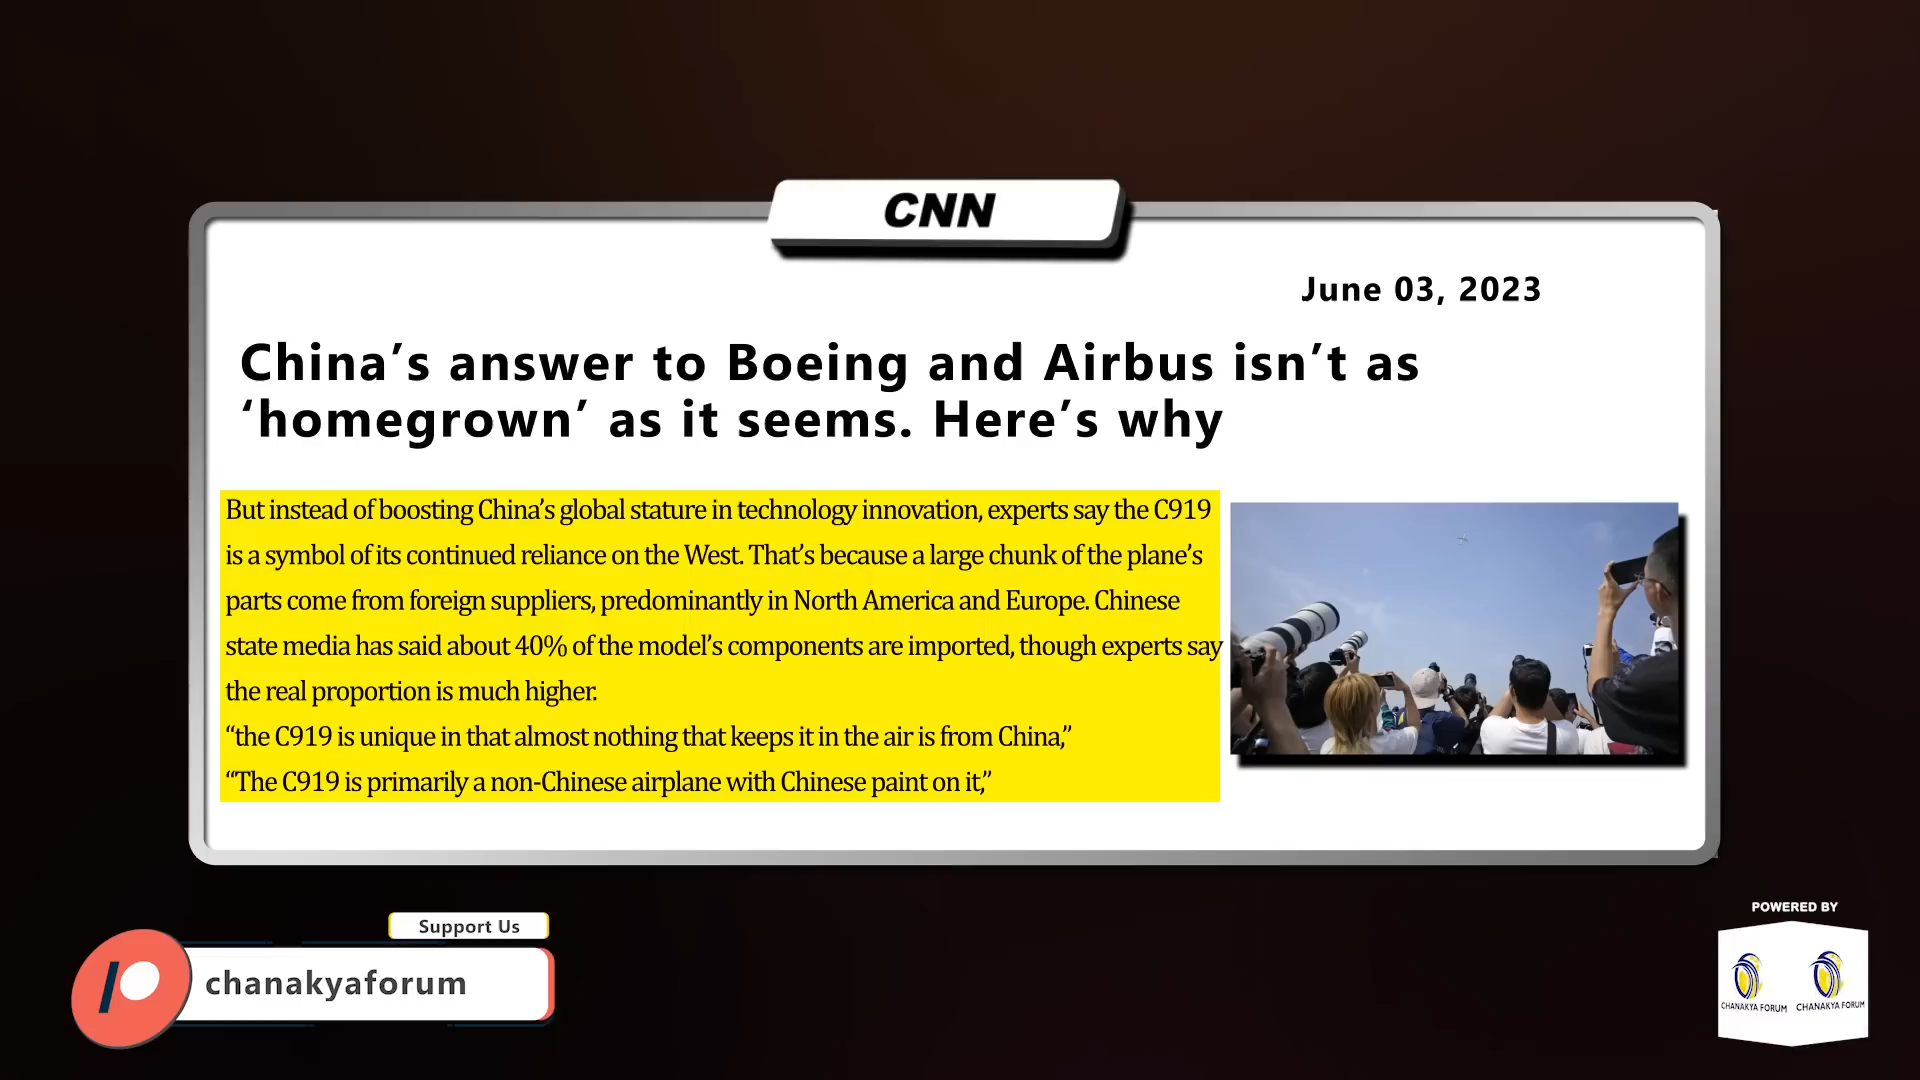 CNN
June 03, 2023
China’s answer to Boeing and Airbus isn’t as
‘homegrown’ as it seems. Here’s why
But instead of boosting China’s global stature in technology innovation, experts say the C919
is a symbol of its continued reliance on the West. That’s because a large chunk of the plane’s
parts come from foreign suppliers, predominantly in North America and Europe. Chinese
state media has said about 40% of the model’s components are imported, though experts say
the real proportion is much higher.
“the C919 is unique in that almost nothing that keeps it in the air is from China,”
“The C919 is primarily a non-Chinese airplane with Chinese paint on it,”
Support Us
chanakyaforum
POWERED BY
CHANAKYA FORUM
CHANAKYA FORUM